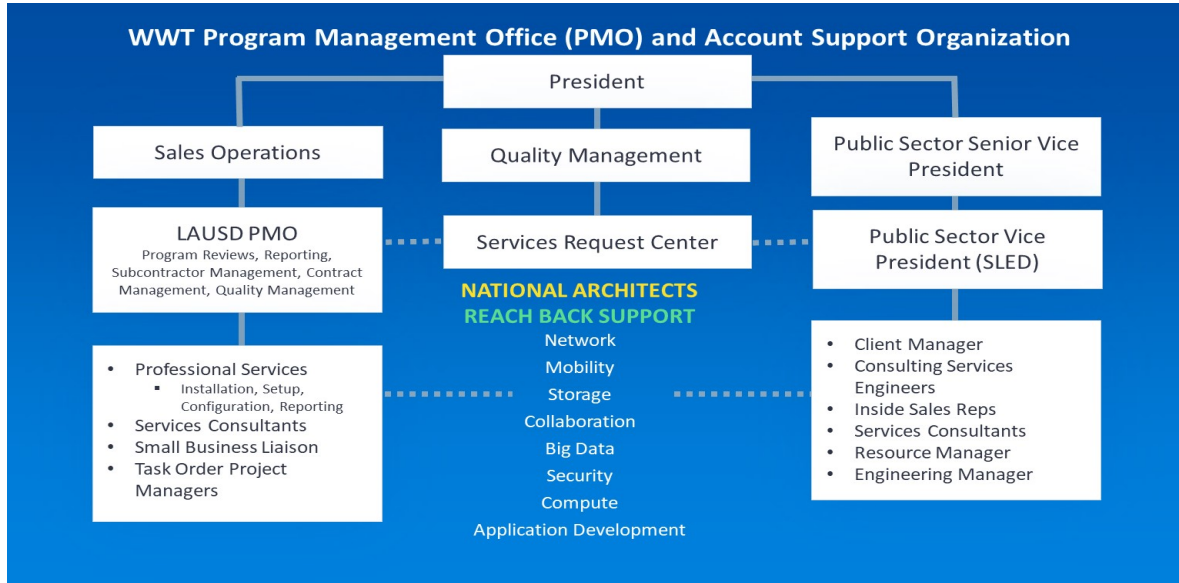 WWT Program Management Office (PMO) and Account Support Organization
President
Sales Operations
Quality Management
Public Sector Senior Vice
President
LAUSD PMO
Program Reviews, Reporting,
Subcontractor Management, Contract
Management, Quality Management
Services Request Center
Public Sector Vice
President (SLED)
NATIONAL ARCHITECTS
REACH BACK SUPPORT
Network
Mobility
Storage
Collaboration
Big Data
Security
Compute
Application Development
• Professional Services
▪ Installation, Setup,
Configuration, Reporting
• Services Consultants
• Small Business Liaison
• Task Order Project
Managers
• Client Manager
• Consulting Services
Engineers
• Inside Sales Reps
• Services Consultants
• Resource Manager
• Engineering Manager